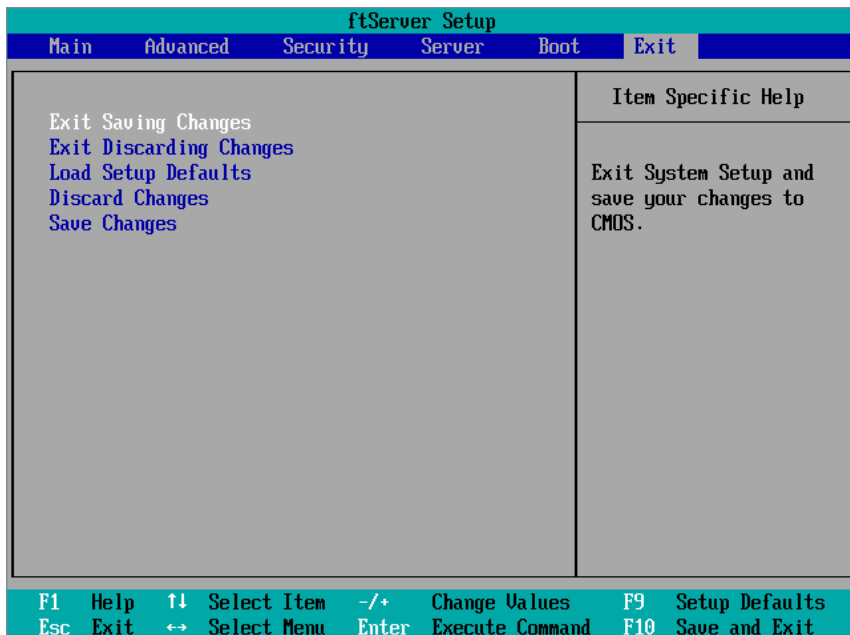 ftServer Setup
Main Advanced Security Server Boot Exit
Item Specific Help
Exit Saving Changes
Exit Discarding Changes
Load Setup Defaults
Discard Changes
Save Changes
Exit System Setup and
save your changes to
CMOS.
F1 Help ↑↓ Select Item -/+ Change Values F9 Setup Defaults
Esc Exit ↔ Select Menu Enter Execute Command F10 Save and Exit